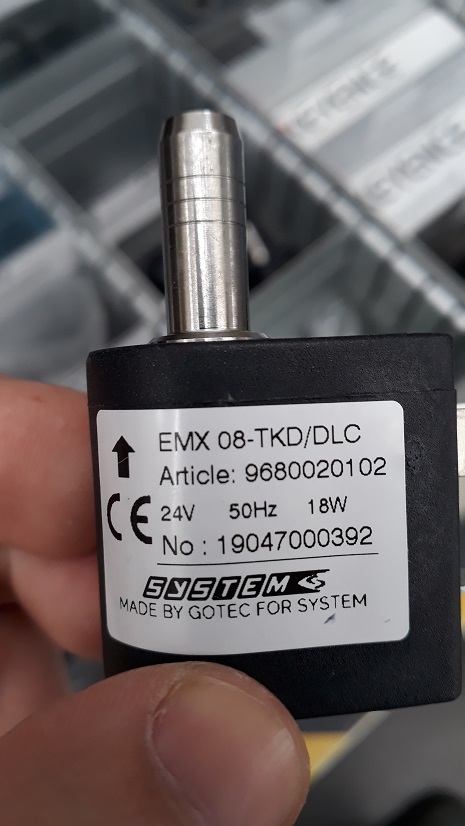 KEYENCE
KEYENCE
EMX 08-TKD/DLC
Article: 9680020102
CE 24V 50Hz 18W
No : 19047000392
SYSTEM
MADE BY GOTEC FOR SYSTEM